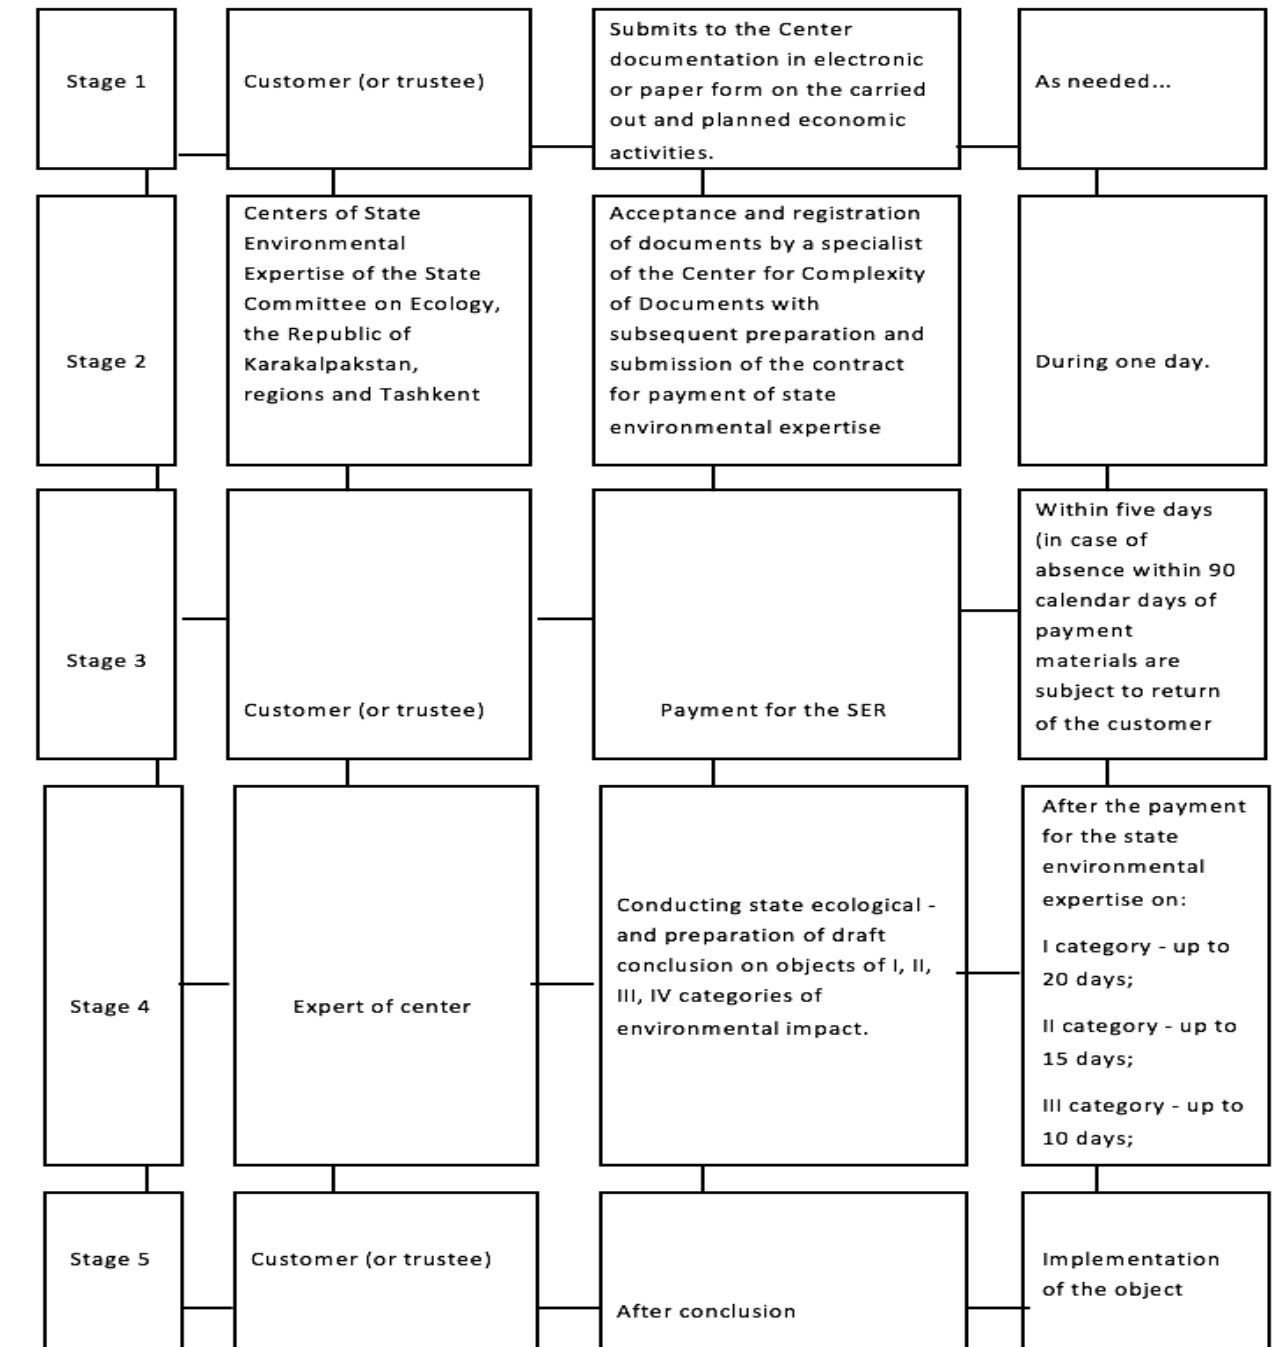 Stage 1
Customer (or trustee)
Submits to the Center
documentation in electronic
or paper form on the carried
out and planned economic
activities.
As needed...
Stage 2
Centers of State
Environmental
Expertise of the State
Committee on Ecology,
the Republic of
Karakalpakstan,
regions and Tashkent
Acceptance and registration
of documents by a specialist
of the Center for Complexity
of Documents with
subsequent preparation and
submission of the contract
for payment of state
environmental expertise
During one day.
Stage 3
Customer (or trustee)
Payment for the SER
Within five days
(in case of
absence within 90
calendar days of
payment
materials are
subject to return
of the customer
Stage 4
Expert of center
Conducting state ecological -
and preparation of draft
conclusion on objects of I, II,
III, IV categories of
environmental impact.
After the payment
for the state
environmental
expertise on:
I category - up to
20 days;
II category - up to
15 days;
III category - up to
10 days;
Stage 5
Customer (or trustee)
After conclusion
Implementation
of the object